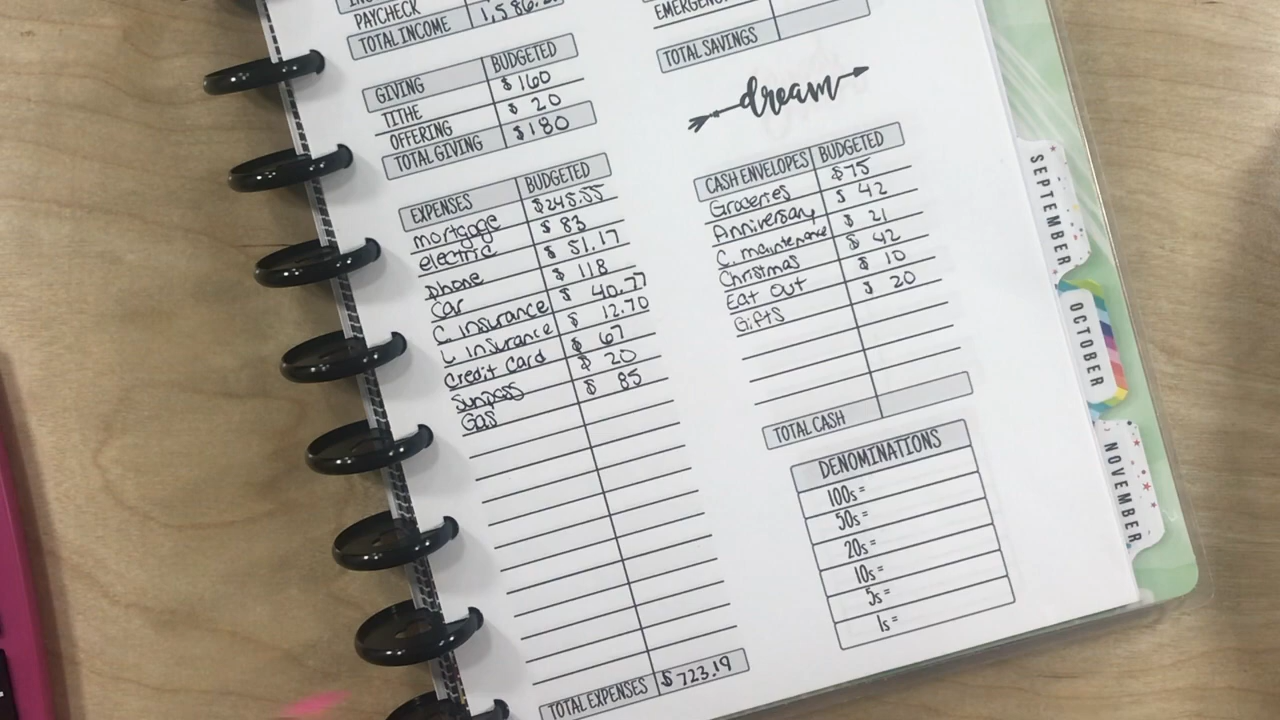 PAYCHECK
TOTAL INCOME
GIVING BUDGETED
TITHE $160
OFFERING $ 20
TOTAL GIVING $180
EXPENSES BUDGETED
mortgage $245.55
electric $ 83
phone $ 51.17
Car $ 118
C. insurance $ 40.77
L insurance $ 12.70
Credit Card $ 67
Sunpass $ 20
Gas $ 85
TOTAL EXPENSES $723.19
TOTAL SAVINGS
dream
CASH ENVELOPES BUDGETED
Groceries $75
Anniversary $ 42
C. maintenance $ 21
Christmas $ 42
Eat out $ 10
Gifts $ 20
TOTAL CASH
DENOMINATIONS
100s =
50s =
20s =
10s =
5s =
1s =
SEPTEMBER
OCTOBER
NOVEMBER